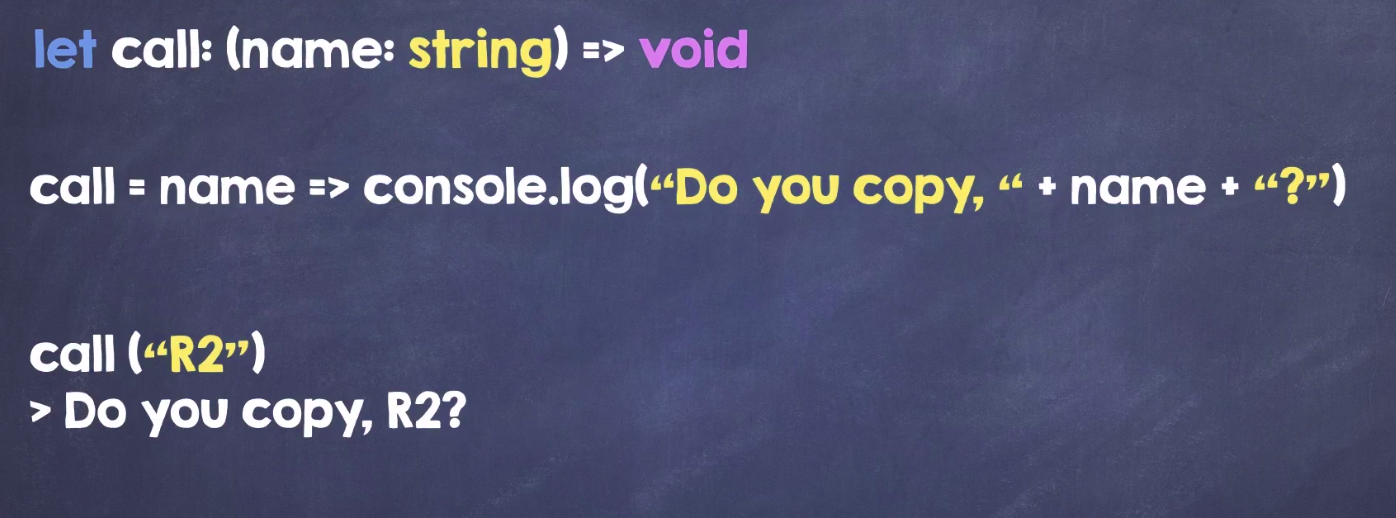 let call: (name: string) => void
call = name => console.log(“Do you copy, “ + name + “?”)
call (“R2”)
> Do you copy, R2?